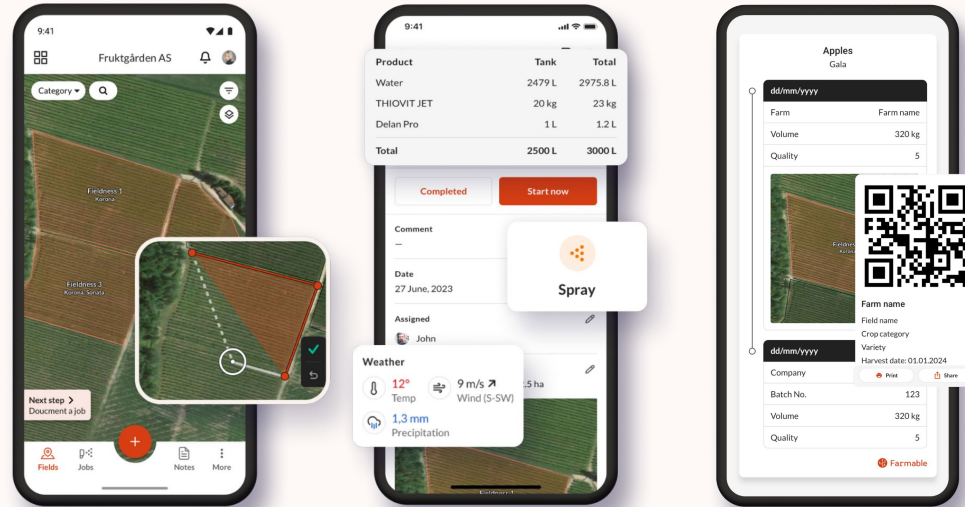 9:41
Fruktgården AS
Category
Fieldness 1
Korona
Fieldness 3
Korona, Sonata
Next step >
Doucment a job
+
Fields Jobs Notes More
9:41
Product Tank Total
Water 2479 L 2975.8 L
THIOVIT JET 20 kg 23 kg
Delan Pro 1 L 1.2 L
Total 2500 L 3000 L
Completed Start now
Comment
—
Date
27 June, 2023
Spray
Assigned
John
Weather
12° 9 m/s
Temp Wind (S-SW)
1,3 mm
Precipitation
.5 ha
Fieldness 1
Apples
Gala
dd/mm/yyyy
Farm Farm name
Volume 320 kg
Quality 5
Fieldnes
Farm name
Field name
Crop category
Variety
Harvest date: 01.01.2024
Print Share
dd/mm/yyyy
Company
Batch No. 123
Volume 320 kg
Quality 5
Farmable